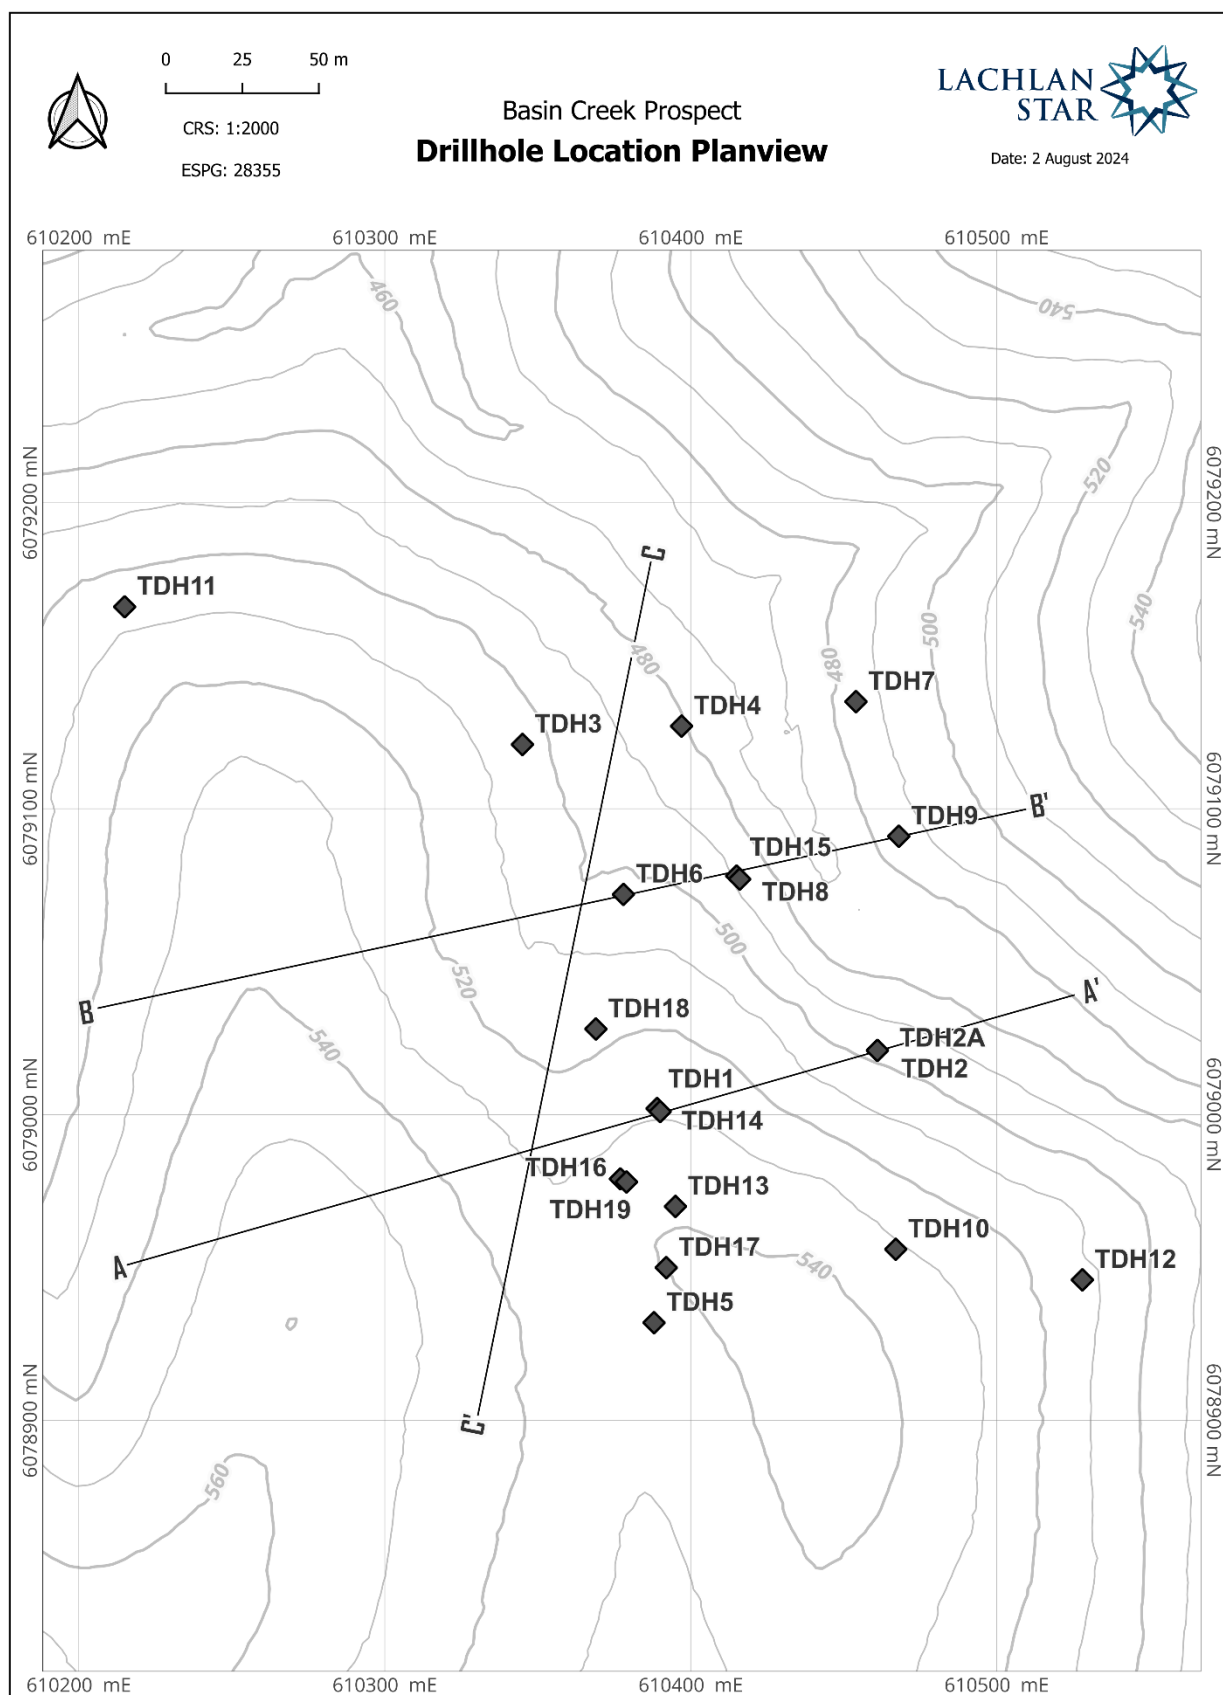 0 25 50 m
CRS: 1:2000
ESPG: 28355
Basin Creek Prospect
Drillhole Location Planview
LACHLAN
STAR
Date: 2 August 2024
610200 mE 610300 mE 610400 mE 610500 mE
460
540
520
6079200 mN
6079200 mN
C
TDH11
540
500
480
480
TDH7
TDH4
TDH3
6079100 mN
6079100 mN
B'
TDH9
TDH15
TDH6
TDH8
500
520
A'
B
TDH18
540
TDH2A
TDH2
TDH1
TDH14
6079000 mN
6079000 mN
TDH16
TDH13
TDH19
TDH10
TDH17
540
TDH12
A
TDH5
6078900 mN
6078900 mN
C'
560
610200 mE 610300 mE 610400 mE 610500 mE